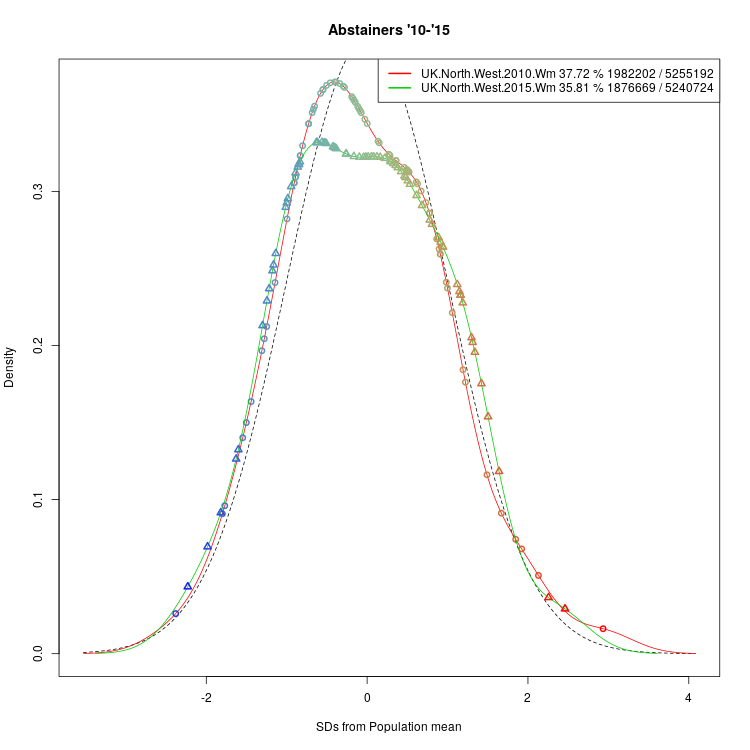 Abstainers '10-'15
UK.North.West.2010.Wm 37.72 % 1982202 / 5255192
UK.North.West.2015.Wm 35.81 % 1876669 / 5240724
Density
0.3
0.2
0.1
0.0
-2 0 2 4
SDs from Population mean